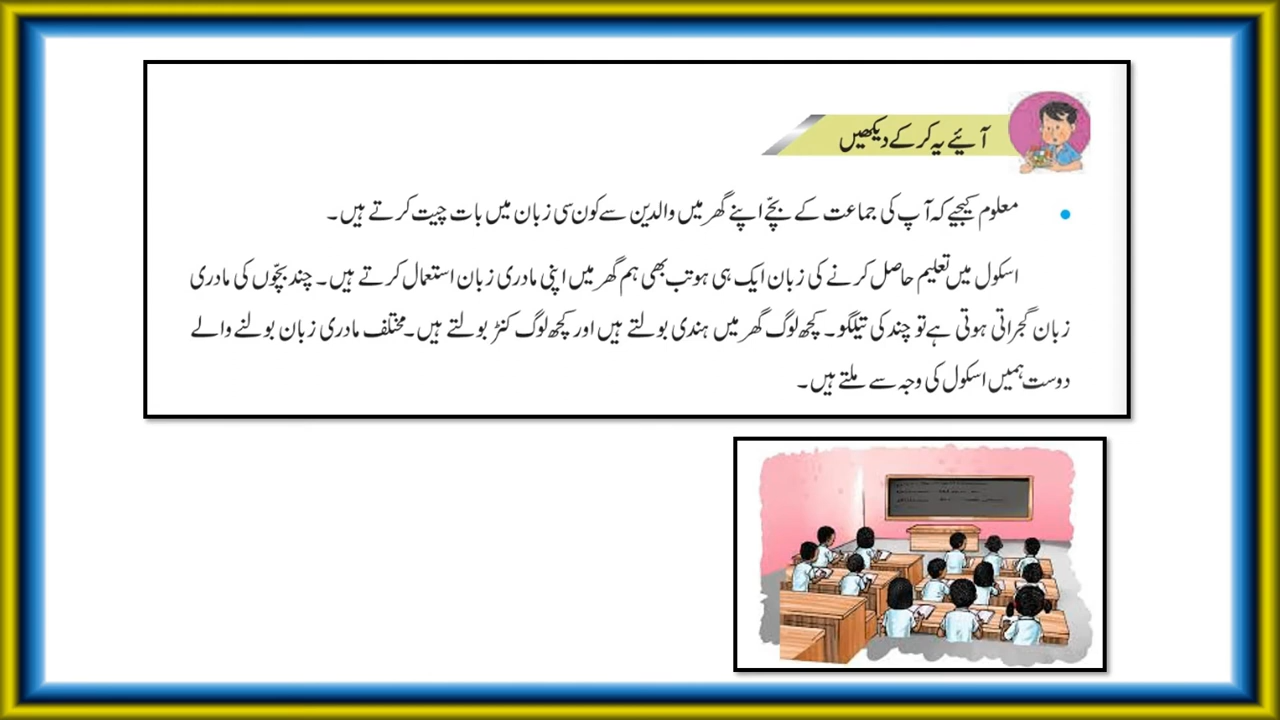 آئیے یہ کر کے دیکھیں
معلوم کیجیے کہ آپ کی جماعت کے بچّے اپنے گھر میں والدین سے کون سی زبان میں بات چیت کرتے ہیں۔
اسکول میں تعلیم حاصل کرنے کی زبان ایک ہی ہو تب بھی ہم گھر میں اپنی مادری زبان استعمال کرتے ہیں۔ چند بچّوں کی مادری
زبان گجراتی ہوتی ہے تو چند کی تیلگو۔ کچھ لوگ گھر میں ہندی بولتے ہیں اور کچھ لوگ کنڑ بولتے ہیں۔ مختلف مادری زبان بولنے والے
دوست ہمیں اسکول کی وجہ سے ملتے ہیں۔